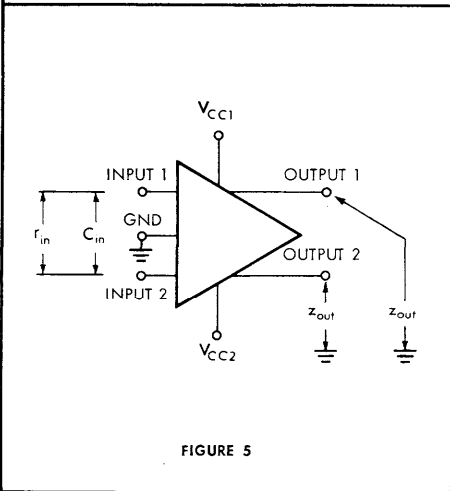 VCC1
INPUT 1
OUTPUT 1
GND
rin
Cin
OUTPUT 2
INPUT 2
zout
zout
VCC2
FIGURE 5